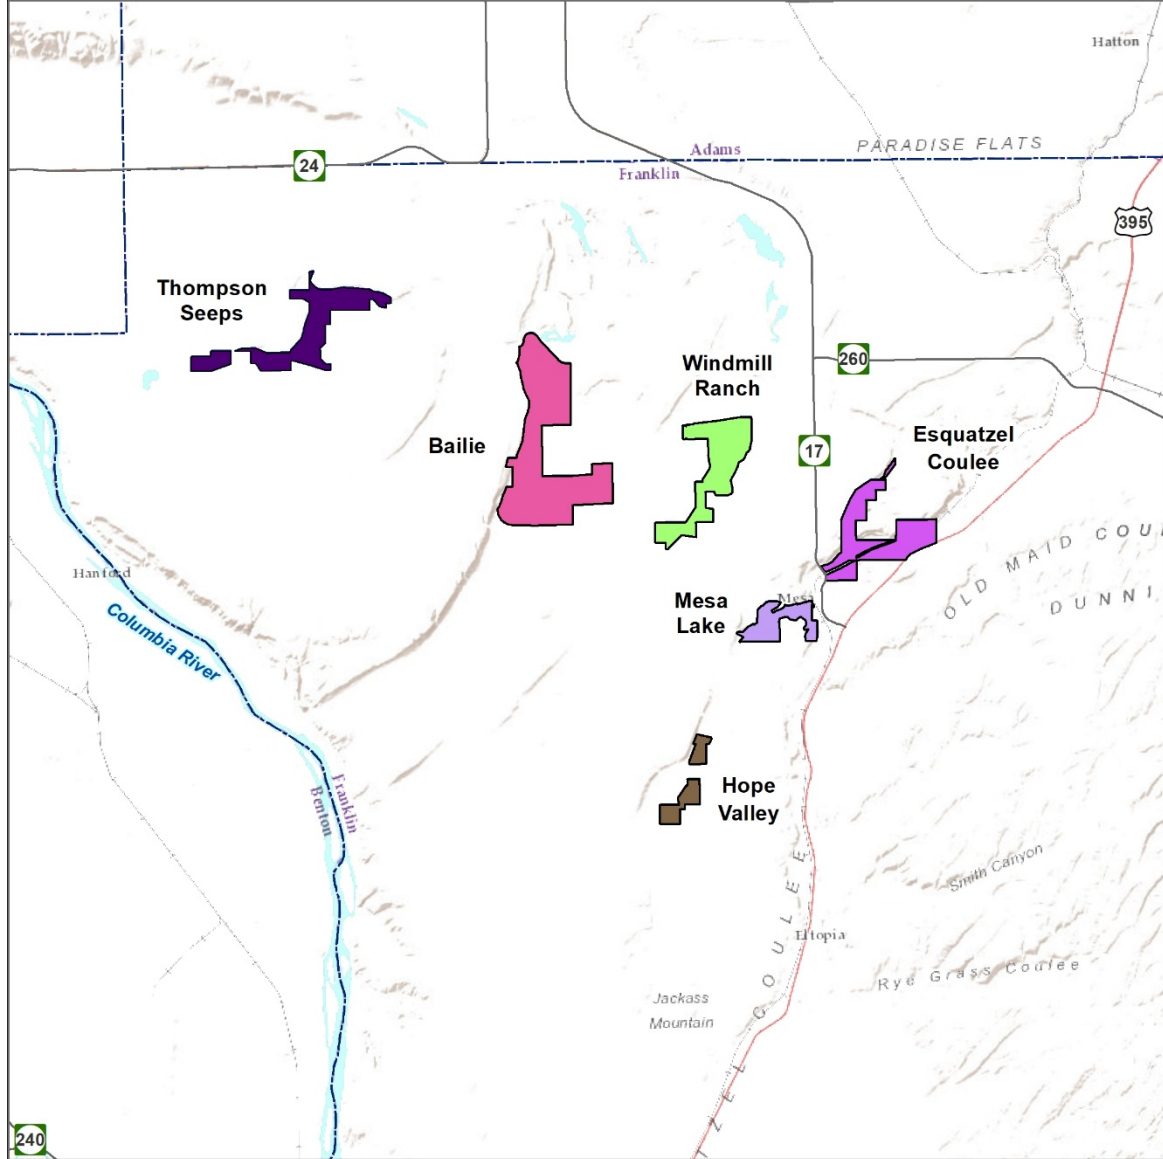 Hatton
PARADISE FLATS
Adams
Franklin
24
395
Thompson
Seeps
Windmill
Ranch
260
Bailie
17
Esquatzel
Coulee
OLD MAID COU
DUNNI
Hanford
Columbia River
Mesa
Mesa
Lake
Franklin
Benton
Hope
Valley
Smith Canyon
Eltopia
Rye Grass Coulee
Jackass
Mountain
ZEL COULEE
240